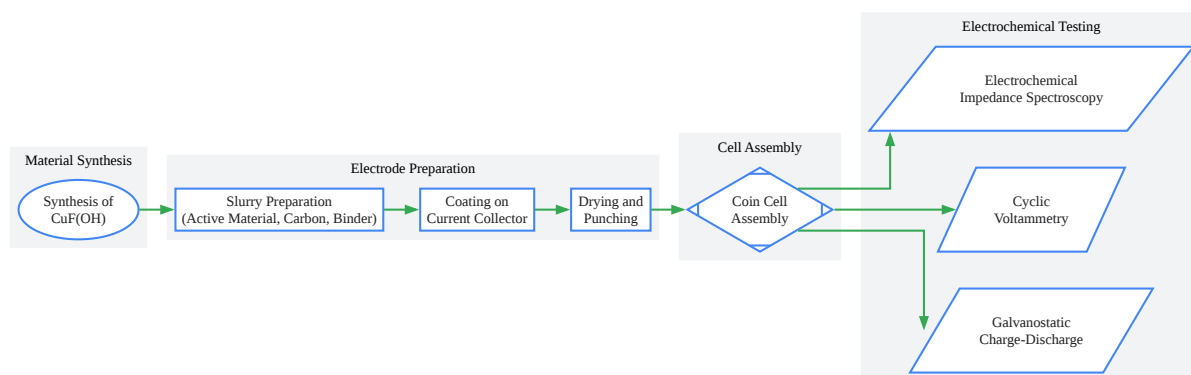 Material Synthesis
Synthesis of
CuF(OH)
Electrode Preparation
Slurry Preparation
(Active Material, Carbon, Binder)
Coating on
Current Collector
Drying and
Punching
Cell Assembly
Coin Cell
Assembly
Electrochemical Testing
Electrochemical
Impedance Spectroscopy
Cyclic
Voltammetry
Galvanostatic
Charge-Discharge